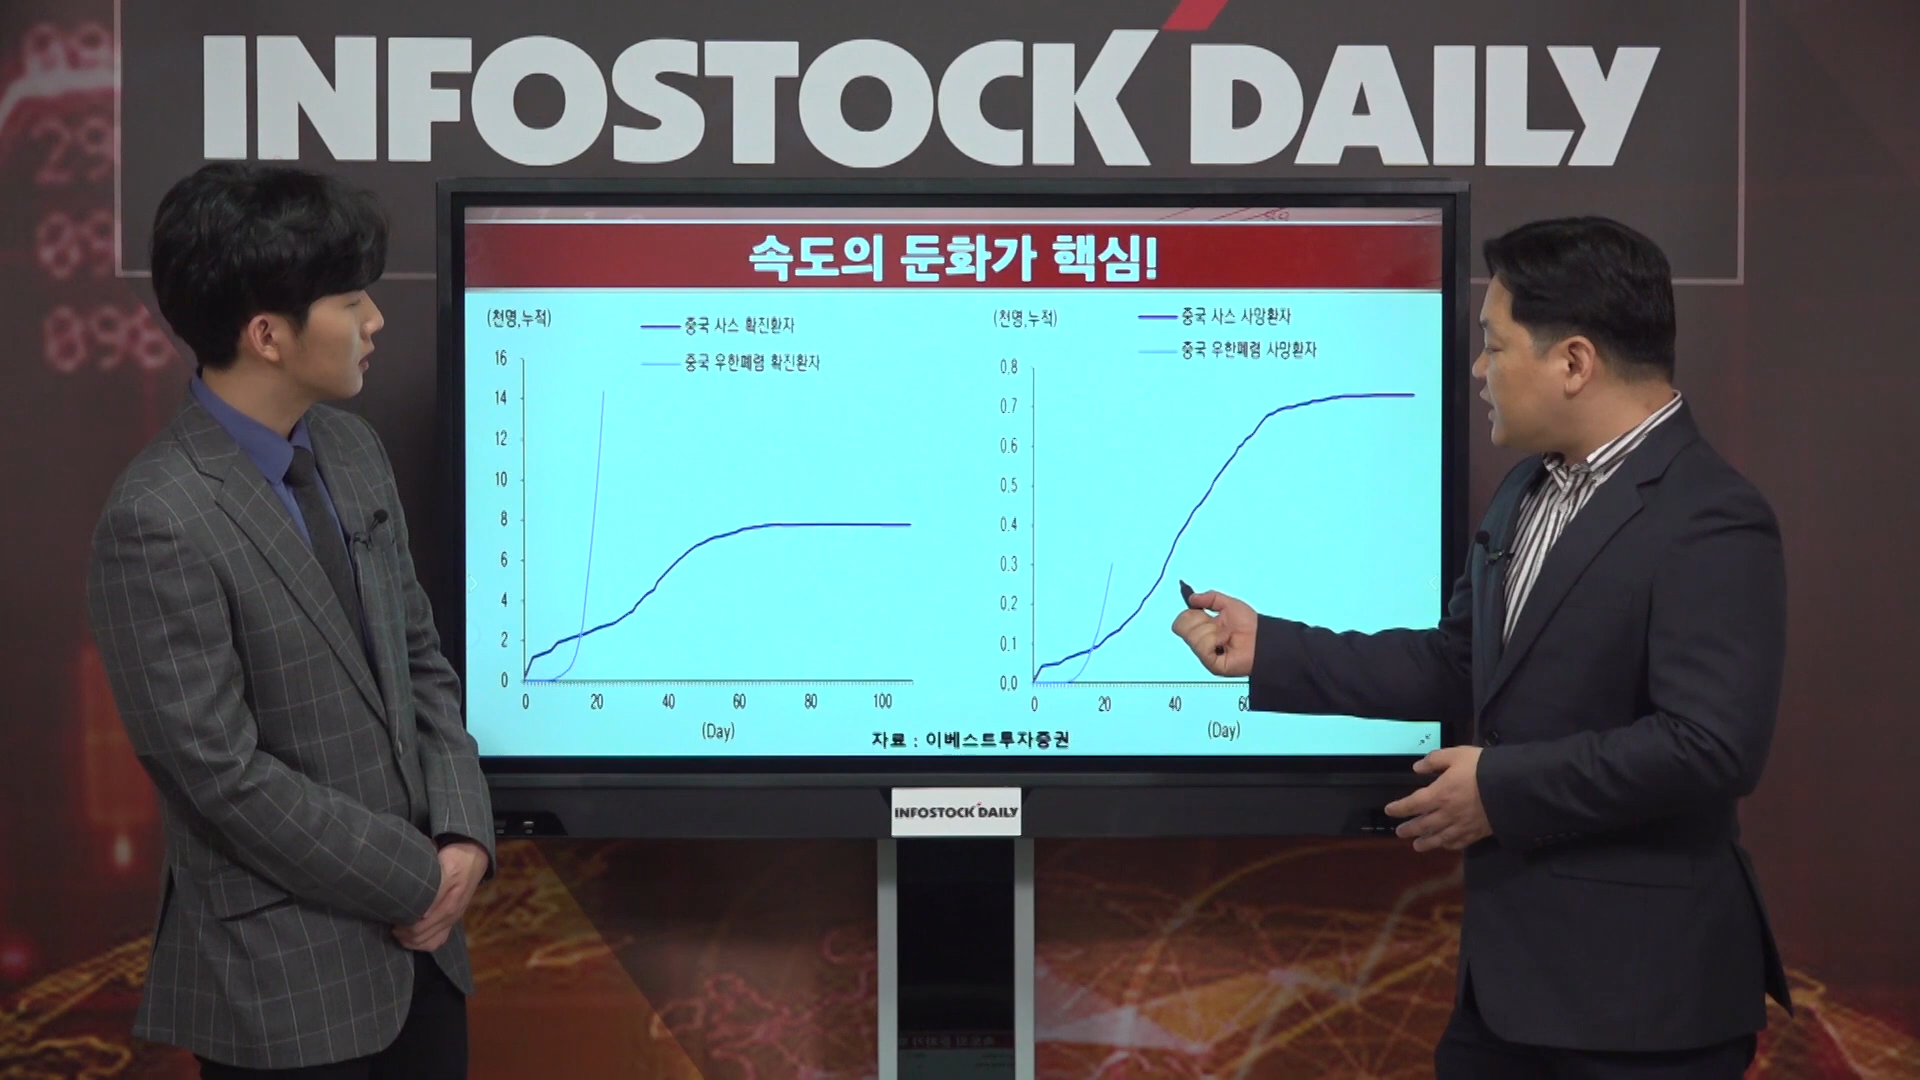 INFOSTOCK DAILY
속도의 둔화가 핵심!
(천명,누적)
중국 사스 확진환자
중국 우한폐렴 확진환자
16
14
12
10
8
6
4
2
0
0 20 40 60 80 100
(Day)
(천명,누적)
중국 사스 사망환자
중국 우한폐렴 사망환자
0.8
0.7
0.6
0.5
0.4
0.3
0.2
0.1
0.0
0 20 40
(Day)
자료 : 이베스트투자증권
INFOSTOCK DAILY